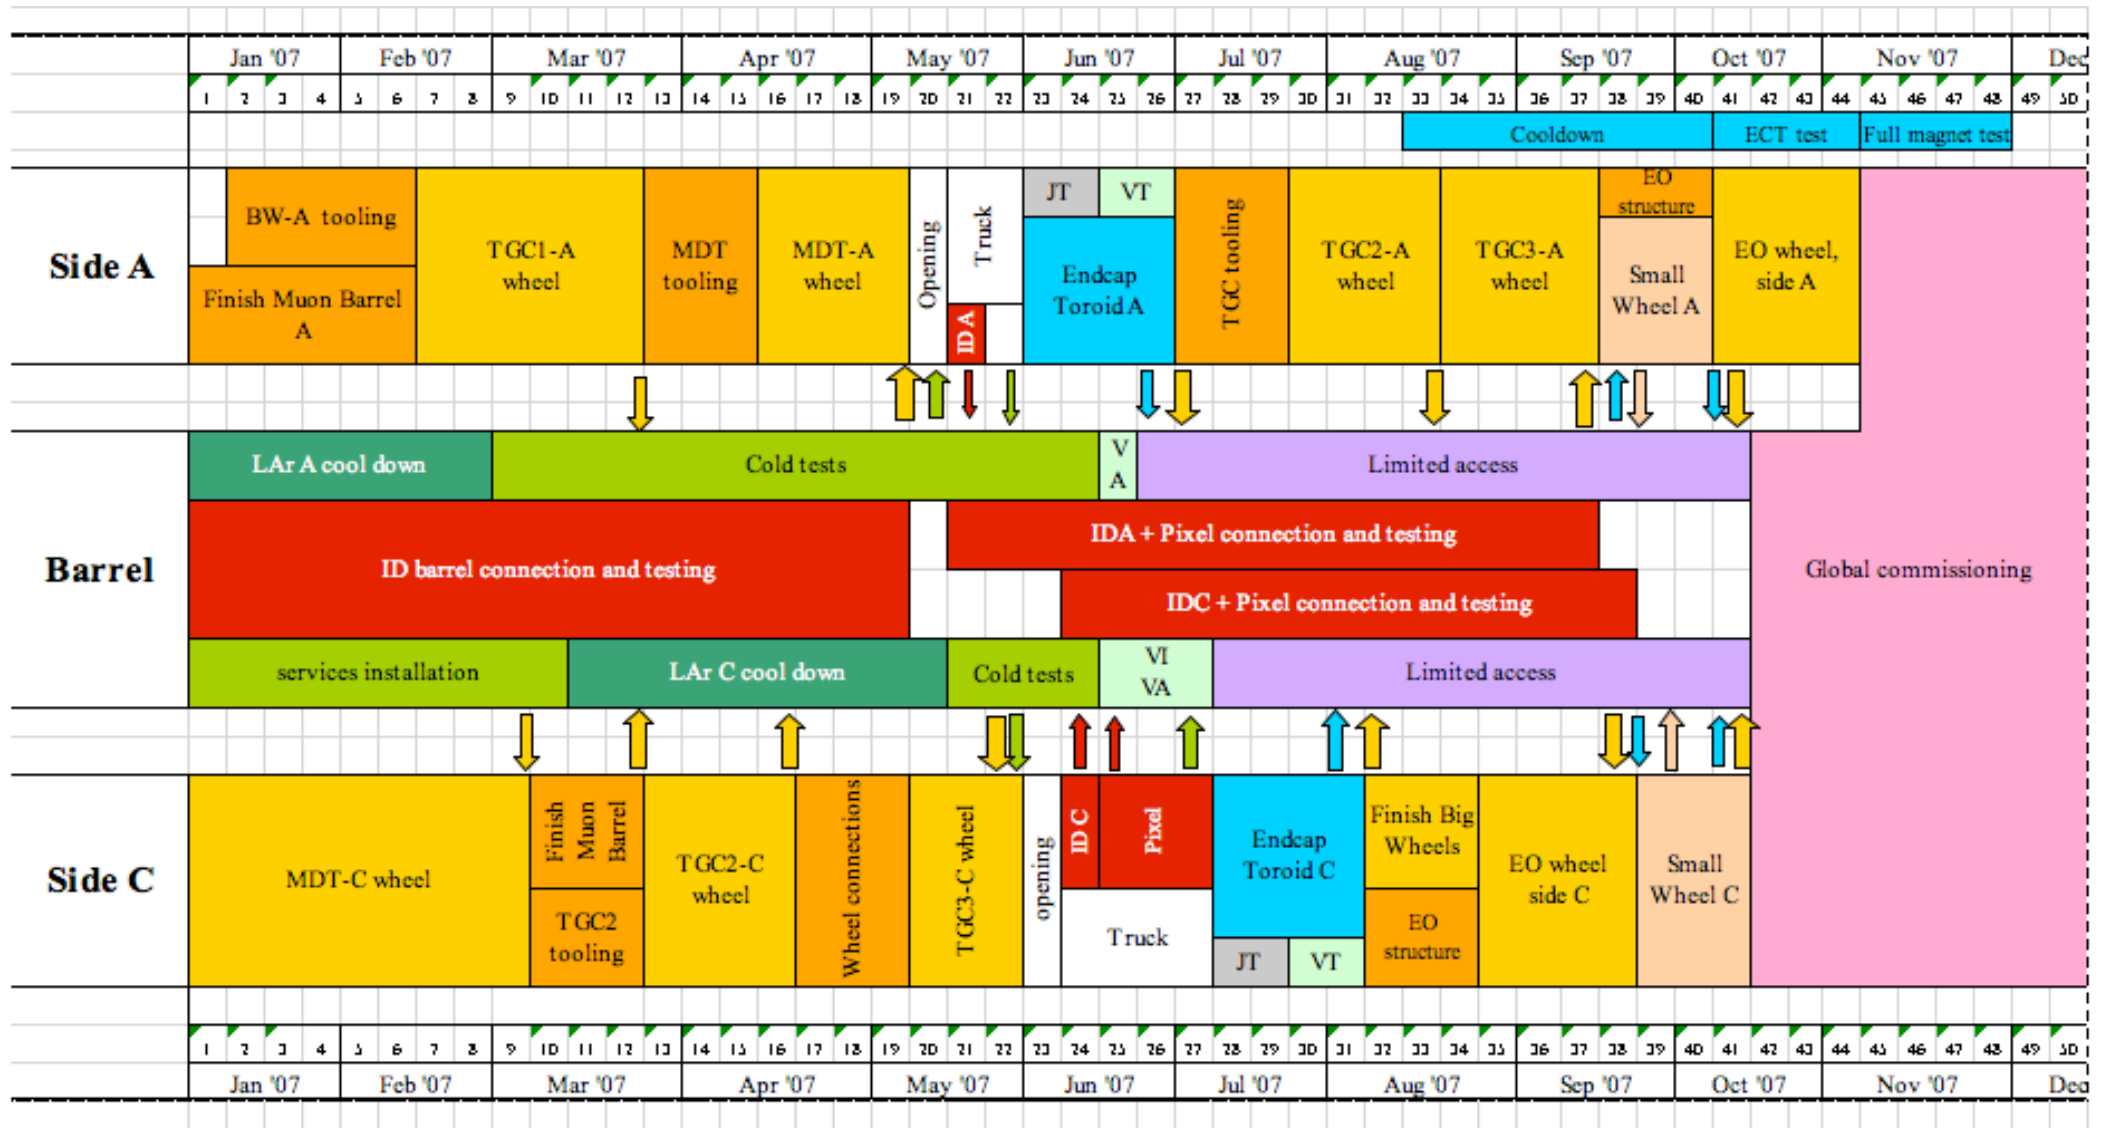 Jan '07 Feb '07 Mar '07 Apr '07 May '07 Jun '07 Jul '07 Aug '07 Sep '07 Oct '07 Nov '07 Dec
1 2 3 4 5 6 7 8 9 10 11 12 13 14 15 16 17 18 19 20 21 22 23 24 25 26 27 28 29 30 31 32 33 34 35 36 37 38 39 40 41 42 43 44 45 46 47 48 49 50
Cooldown ECT test Full magnet test
Side A
BW-A tooling
Finish Muon Barrel
A
TGC1-A
wheel
MDT
tooling
MDT-A
wheel
Opening
Truck
ID A
JT
VT
Endcap
Toroid A
TGC tooling
TGC2-A
wheel
TGC3-A
wheel
EO
structure
Small
Wheel A
EO wheel,
side A
Barrel
LAr A cool down
Cold tests
V
A
Limited access
ID barrel connection and testing
IDA + Pixel connection and testing
IDC + Pixel connection and testing
Global commissioning
services installation
LAr C cool down
Cold tests
VI
VA
Limited access
Side C
MDT-C wheel
Finish
Muon
Barrel
TGC2
tooling
TGC2-C
wheel
Wheel connections
TGC3-C wheel
opening
ID C
Pixel
Truck
Endcap
Toroid C
JT
VT
Finish Big
Wheels
EO
structure
EO wheel
side C
Small
Wheel C
1 2 3 4 5 6 7 8 9 10 11 12 13 14 15 16 17 18 19 20 21 22 23 24 25 26 27 28 29 30 31 32 33 34 35 36 37 38 39 40 41 42 43 44 45 46 47 48 49 50
Jan '07 Feb '07 Mar '07 Apr '07 May '07 Jun '07 Jul '07 Aug '07 Sep '07 Oct '07 Nov '07 Dec